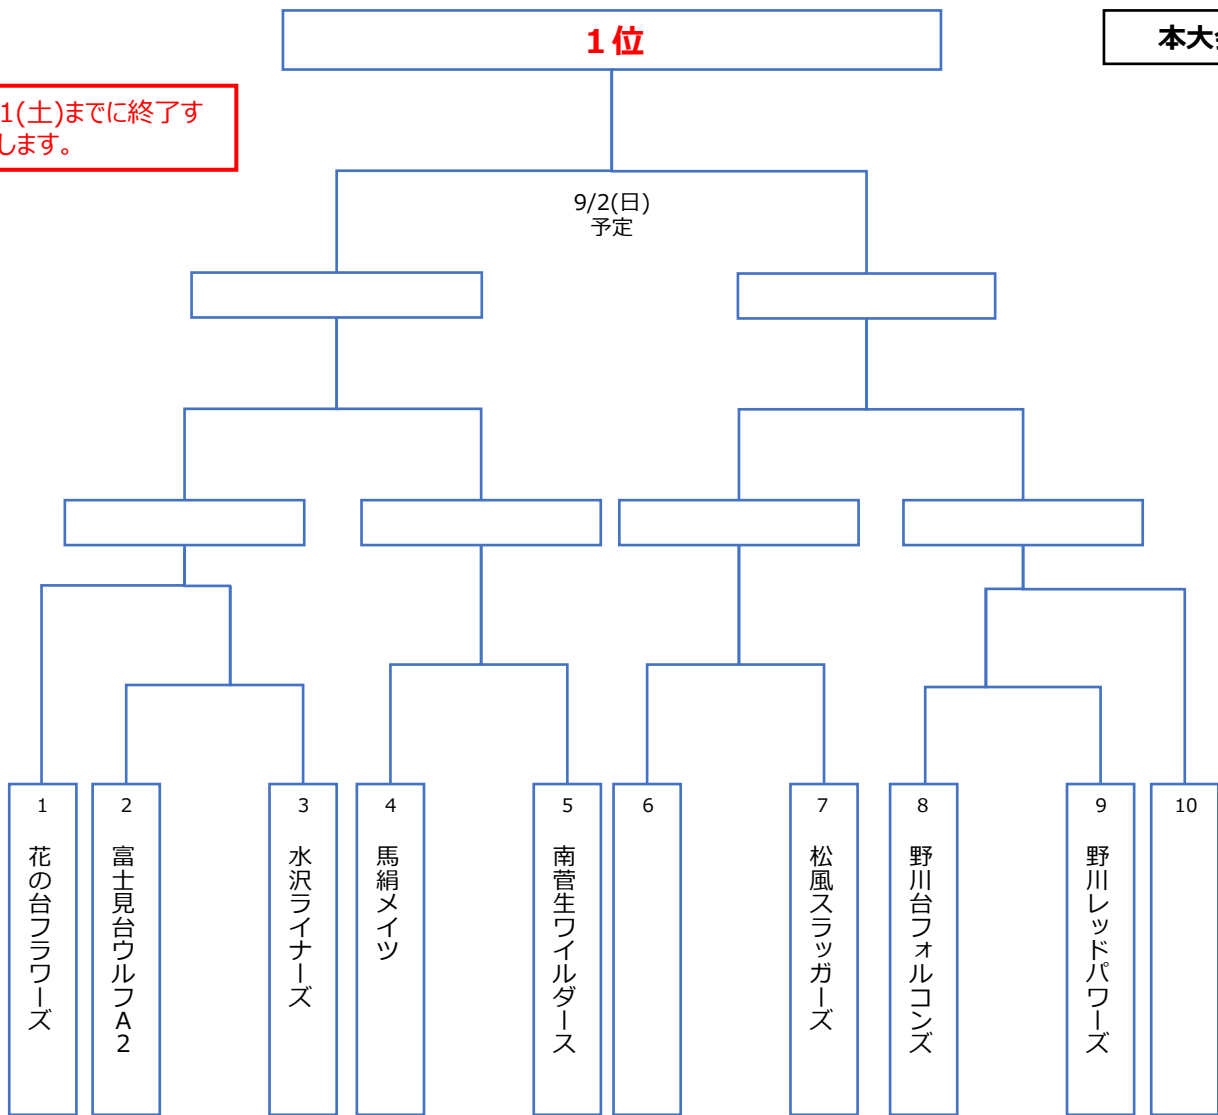 １位
本大
1(土)までに終了す
します。
9/2(日)
予定
1
花の台フラワーズ
2
富士見台ウルフＡ２
3
水沢ライナーズ
4
馬絹メイツ
5
南菅生ワイルダース
6
7
松風スラッガーズ
8
野川台フォルコンズ
9
野川レッドパワーズ
10